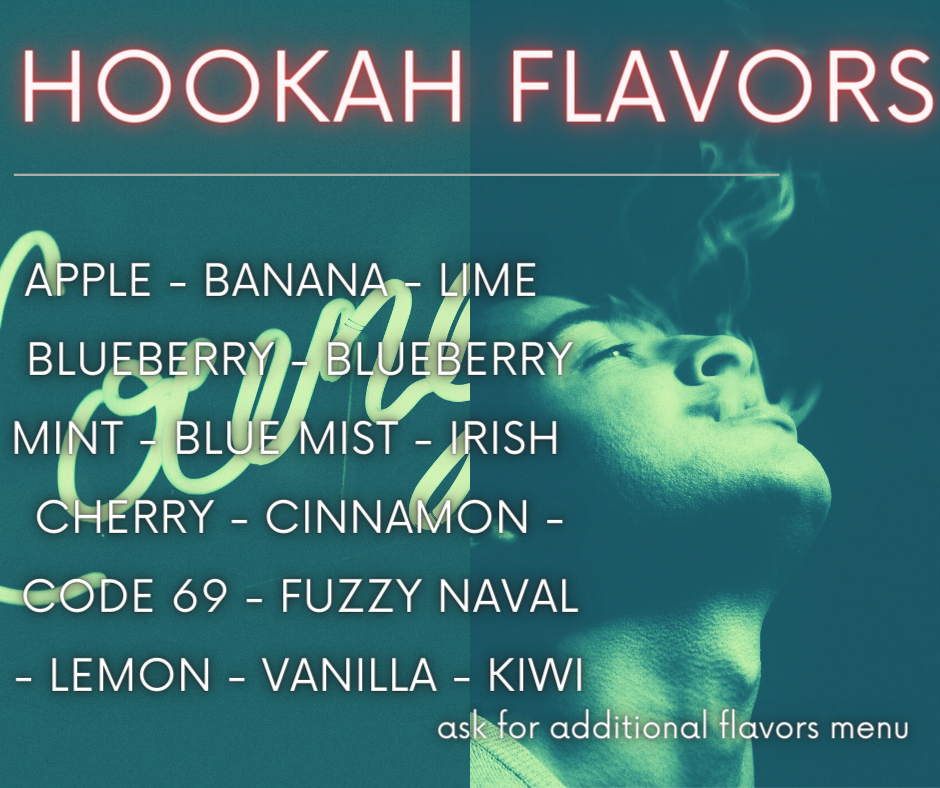 HOOKAH FLAVORS
APPLE - BANANA - LIME
BLUEBERRY - BLUEBERRY
MINT - BLUE MIST - IRISH
CHERRY - CINNAMON -
CODE 69 - FUZZY NAVAL
- LEMON - VANILLA - KIWI
ask for additional flavors menu